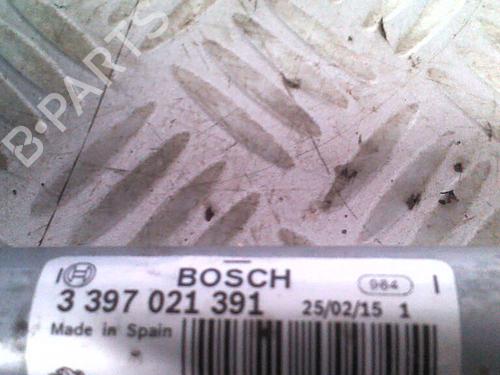 B-PARTS
BOSCH
964
3 397 021 391
25/02/15 1
Made in Spain